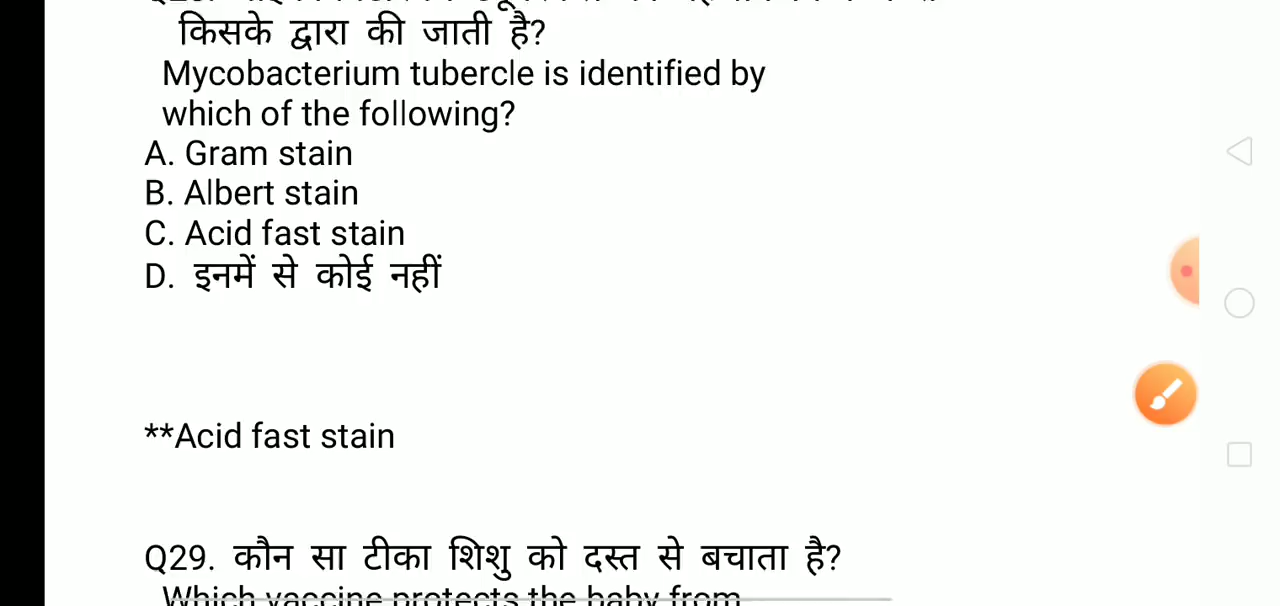 किसके द्वारा की जाती है?
Mycobacterium tubercle is identified by
which of the following?
A. Gram stain
B. Albert stain
C. Acid fast stain
D. इनमें से कोई नहीं
**Acid fast stain
Q29. कौन सा टीका शिशु को दस्त से बचाता है?
Which vaccine protects the baby from